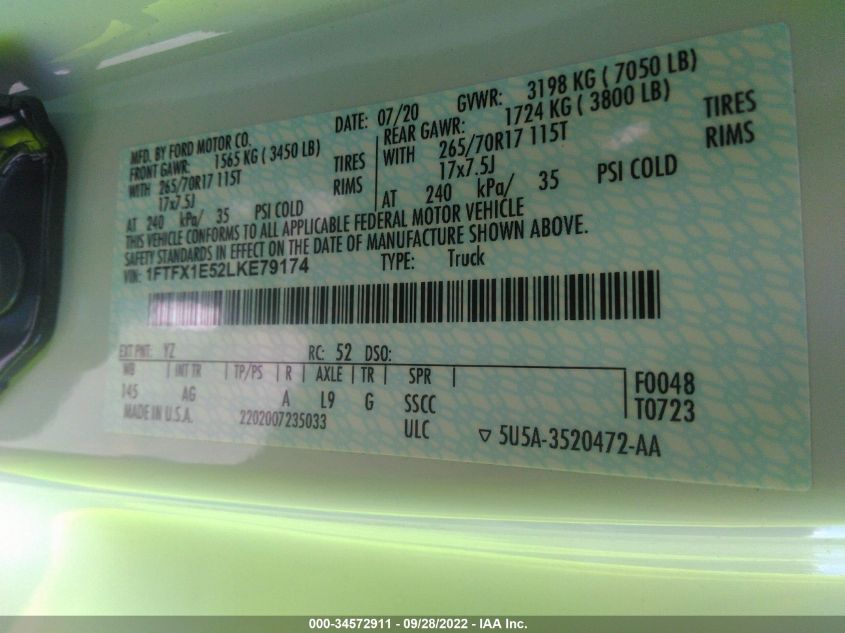 MFD. BY FORD MOTOR CO.
DATE: 07/20
GVWR: 3198 KG ( 7050 LB)
FRONT GAWR: 1565 KG ( 3450 LB)
REAR GAWR: 1724 KG ( 3800 LB)
WITH 265/70R17 115T TIRES
WITH 265/70R17 115T TIRES
17x7.5J RIMS
17x7.5J RIMS
AT 240 kPa/ 35 PSI COLD
AT 240 kPa/ 35 PSI COLD
THIS VEHICLE CONFORMS TO ALL APPLICABLE FEDERAL MOTOR VEHICLE
SAFETY STANDARDS IN EFFECT ON THE DATE OF MANUFACTURE SHOWN ABOVE.
VIN: 1FTFX1E52LKE79174
TYPE: Truck
EXT PNT: YZ RC: 52 DSO:
WB INT TR TP/PS R AXLE TR SPR
145 AG A L9 G SSCC
F0048
T0723
MADE IN U.S.A. 2202007235033 ULC
5U5A-3520472-AA
000-34572911 - 09/28/2022 - IAA Inc.